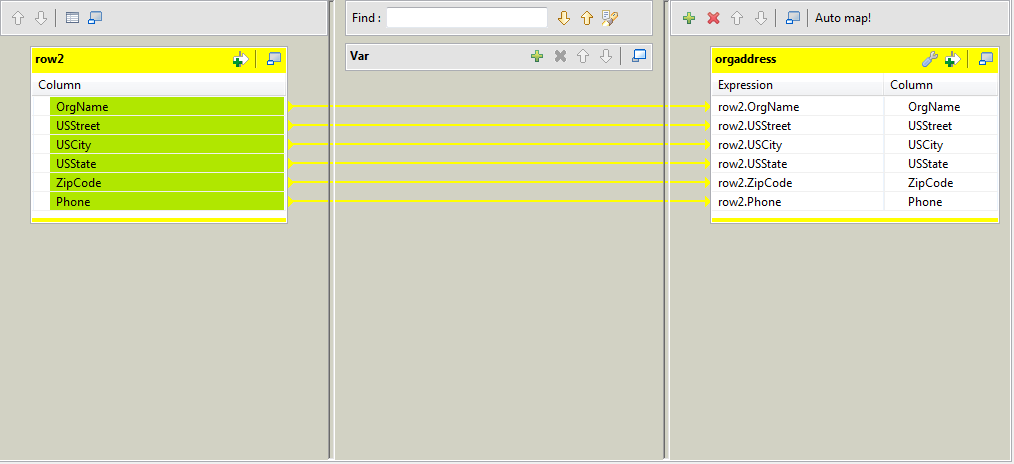 Find :
Auto map!
row2
Column
OrgName
USStreet
USCity
USState
ZipCode
Phone
Var
orgaddress
Expression Column
row2.OrgName OrgName
row2.USStreet USStreet
row2.USCity USCity
row2.USState USState
row2.ZipCode ZipCode
row2.Phone Phone